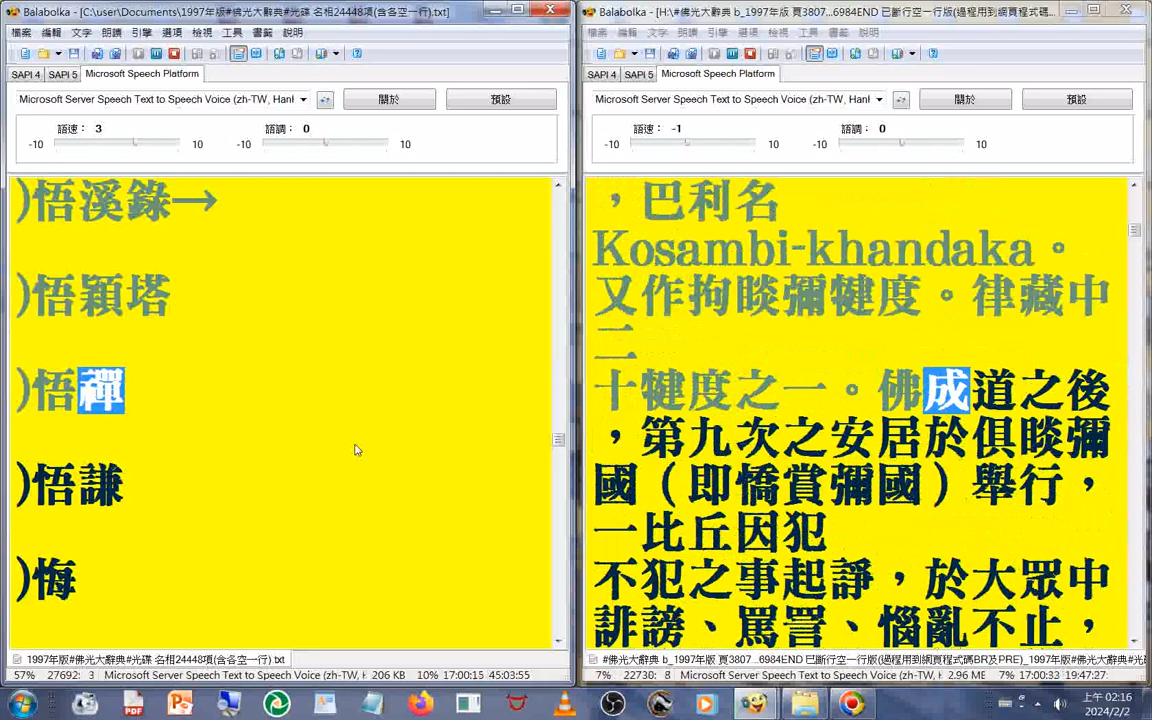 Balabolka - [C:\user\Documents\1997年版#佛光大辭典#光碟 名相24448項(含各空一行).txt]
檔案 編輯 文字 朗讀 引擎 選項 檢視 工具 書籤 說明
SAPI 4 SAPI 5 Microsoft Speech Platform
Microsoft Server Speech Text to Speech Voice (zh-TW, HanH 關於 預設
語速： 3 語調： 0
-10 10 -10 10
)悟溪錄→
)悟穎塔
)悟禪
)悟謙
)悔
1997年版#佛光大辭典#光碟 名相24448項(含各空一行).txt
57% 27692: 3 Microsoft Server Speech Text to Speech Voice (zh-TW, H 206 KB 10% 17:00:15 45:03:55
Balabolka - [H:\#佛光大辭典 b_1997年版 頁3807...6984END 已斷行空一行版(過程用到網頁程式碼
檔案 編輯 文字 朗讀 引擎 選項 檢視 工具 書籤 說明
SAPI 4 SAPI 5 Microsoft Speech Platform
Microsoft Server Speech Text to Speech Voice (zh-TW, HanH 關於 預設
語速： -1 語調： 0
-10 10 -10 10
，巴利名
Kosambi-khandaka。
又作拘睒彌犍度。律藏中
二
十犍度之一。佛成道之後
，第九次之安居於俱睒彌
國（即憍賞彌國）舉行，
一比丘因犯
不犯之事起諍，於大眾中
誹謗、罵詈、惱亂不止，
#佛光大辭典 b_1997年版 頁3807...6984END 已斷行空一行版(過程用到網頁程式碼BR及PRE)_1997年版#光
7% 22730: 8 Microsoft Server Speech Text to Speech Voice (zh-TW, H 2.96 ME 7% 17:00:33 19:47:27
上午 02:16
2024/2/2